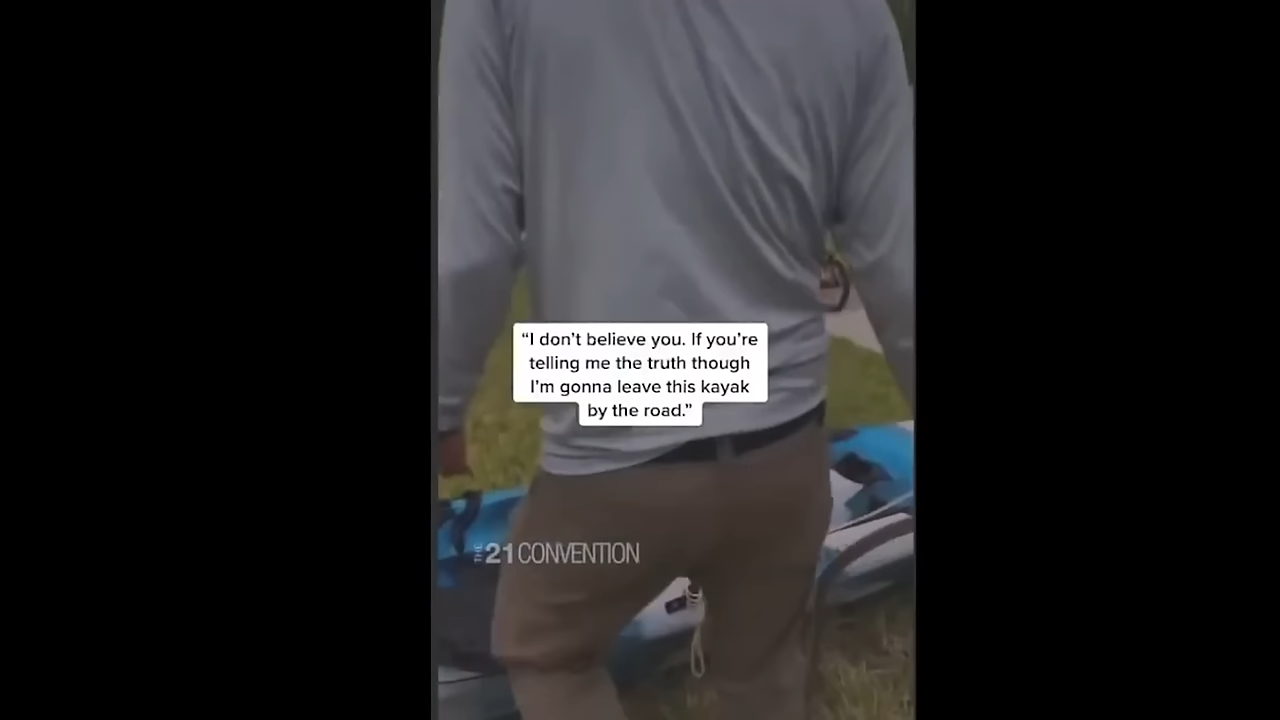 “I don’t believe you. If you’re
telling me the truth though
I’m gonna leave this kayak
by the road.”
THE 21 CONVENTION